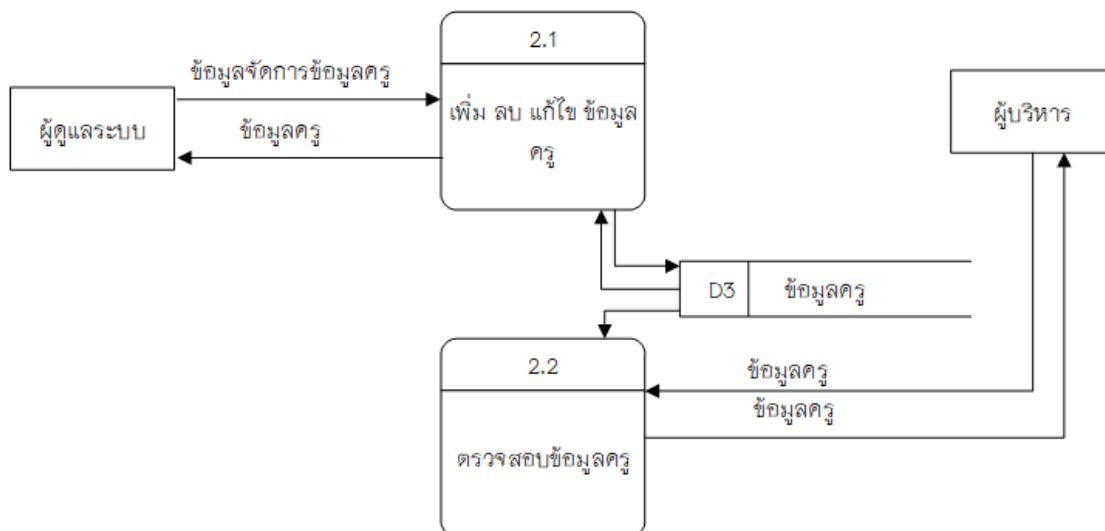 2.1
ข้อมูลจัดการข้อมูลครู
เพิ่ม ลบ แก้ไข ข้อมูล
ครู
ผู้ดูแลระบบ
ข้อมูลครู
ผู้บริหาร
D3
ข้อมูลครู
2.2
ข้อมูลครู
ข้อมูลครู
ตรวจสอบข้อมูลครู